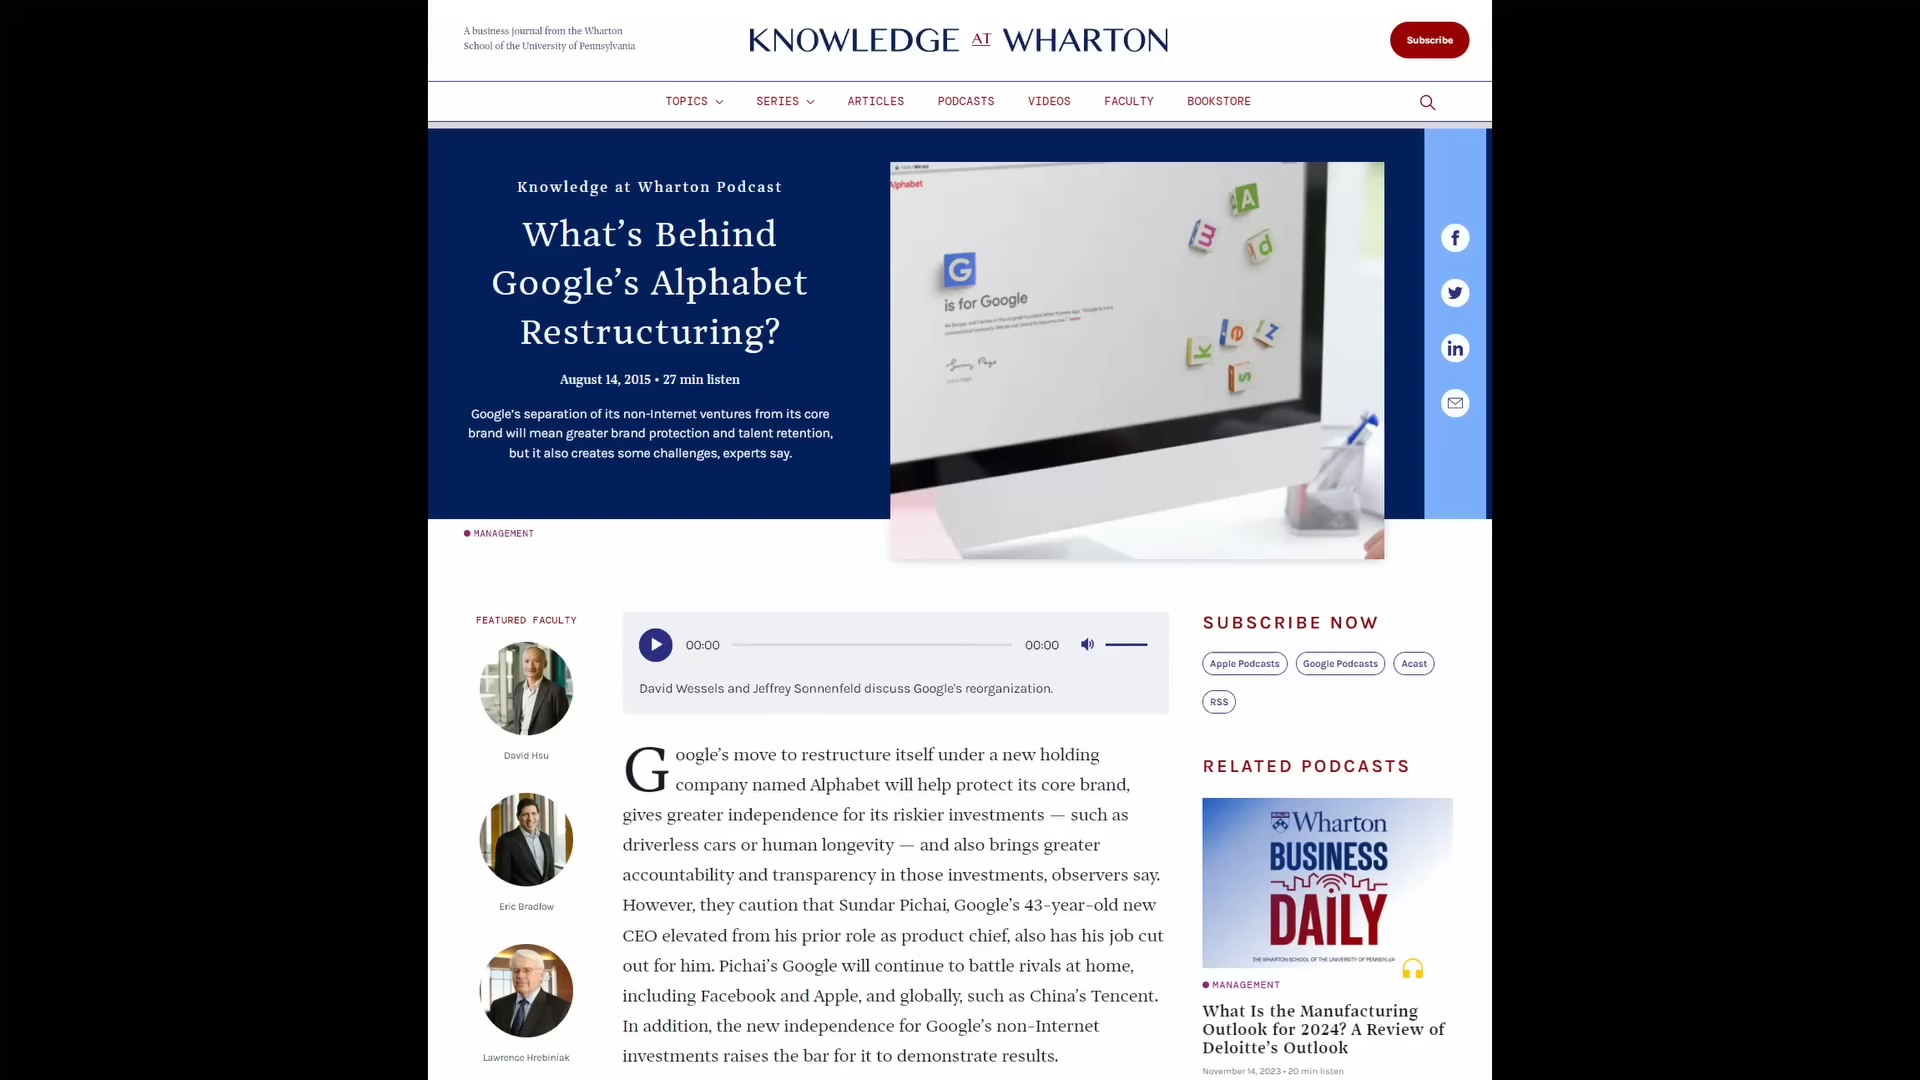 A business journal from the Wharton
School of the University of Pennsylvania
KNOWLEDGE AT WHARTON
Subscribe
TOPICS
SERIES
ARTICLES
PODCASTS
VIDEOS
FACULTY
BOOKSTORE
Knowledge at Wharton Podcast
What’s Behind
Google’s Alphabet
Restructuring?
August 14, 2015 • 27 min listen
Google’s separation of its non-Internet ventures from its core
brand will mean greater brand protection and talent retention,
but it also creates some challenges, experts say.
Alphabet
G
is for Google
A
m
d
k
e
z
s
MANAGEMENT
FEATURED FACULTY
David Hsu
Eric Bradlow
Lawrence Hrebiniak
00:00
00:00
David Wessels and Jeffrey Sonnenfeld discuss Google's reorganization.
Google’s move to restructure itself under a new holding
company named Alphabet will help protect its core brand,
gives greater independence for its riskier investments — such as
driverless cars or human longevity — and also brings greater
accountability and transparency in those investments, observers say.
However, they caution that Sundar Pichai, Google’s 43-year-old new
CEO elevated from his prior role as product chief, also has his job cut
out for him. Pichai’s Google will continue to battle rivals at home,
including Facebook and Apple, and globally, such as China’s Tencent.
In addition, the new independence for Google’s non-Internet
investments raises the bar for it to demonstrate results.
SUBSCRIBE NOW
Apple Podcasts
Google Podcasts
Acast
RSS
RELATED PODCASTS
Wharton
BUSINESS
DAILY
THE WHARTON SCHOOL OF THE UNIVERSITY OF PENNSYLVA
MANAGEMENT
What Is the Manufacturing
Outlook for 2024? A Review of
Deloitte’s Outlook
November 14, 2023 • 20 min listen